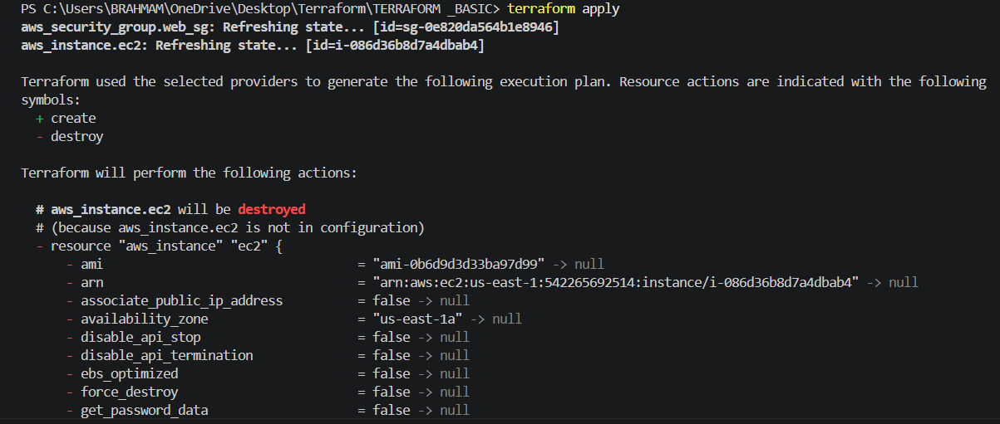 PS C:\Users\BRAHMAM\OneDrive\Desktop\Terraform\TERRAFORM _BASIC> terraform apply
aws_security_group.web_sg: Refreshing state... [id=sg-0e820da564b1e8946]
aws_instance.ec2: Refreshing state... [id=i-086d36b8d7a4dbab4]
Terraform used the selected providers to generate the following execution plan. Resource actions are indicated with the following
symbols:
+ create
- destroy
Terraform will perform the following actions:
# aws_instance.ec2 will be destroyed
# (because aws_instance.ec2 is not in configuration)
- resource "aws_instance" "ec2" {
- ami = "ami-0b6d9d3d33ba97d99" -> null
- arn = "arn:aws:ec2:us-east-1:542265692514:instance/i-086d36b8d7a4dbab4" -> null
- associate_public_ip_address = false -> null
- availability_zone = "us-east-1a" -> null
- disable_api_stop = false -> null
- disable_api_termination = false -> null
- ebs_optimized = false -> null
- force_destroy = false -> null
- get_password_data = false -> null